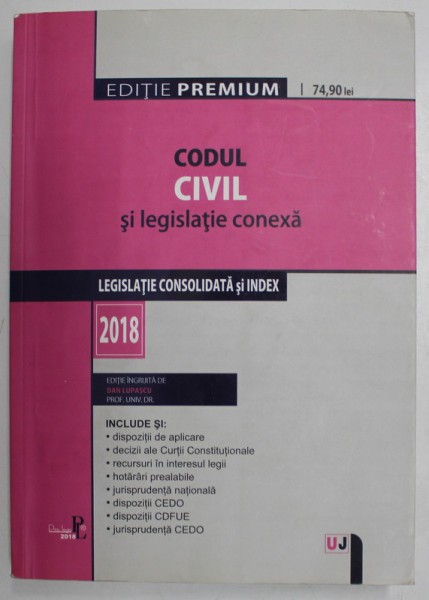 EDIȚIE PREMIUM | 74,90 lei
CODUL
CIVIL
și legislație conexă
LEGISLAȚIE CONSOLIDATĂ și INDEX
2018
EDIȚIE ÎNGRIJITĂ DE
DAN LUPAȘCU
PROF. UNIV. DR.
INCLUDE ȘI:
• dispoziții de aplicare
• decizii ale Curții Constituționale
• recursuri în interesul legii
• hotărâri prealabile
• jurisprudență națională
• dispoziții CEDO
• dispoziții CDFUE
• jurisprudență CEDO
2018
UJ